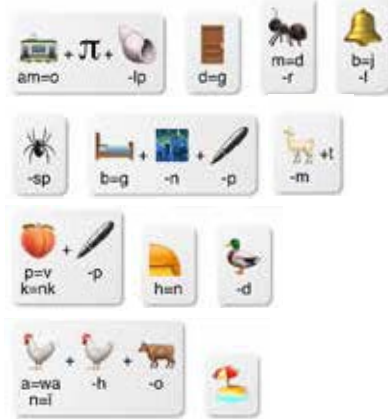 + π +
am=o -lp d=g m=d b=j
-r -l
+ + +t
-sp b=g -n -p -m
+
p=v -p h=n -d
k=nk
+ +
a=wa -h -o
n=i